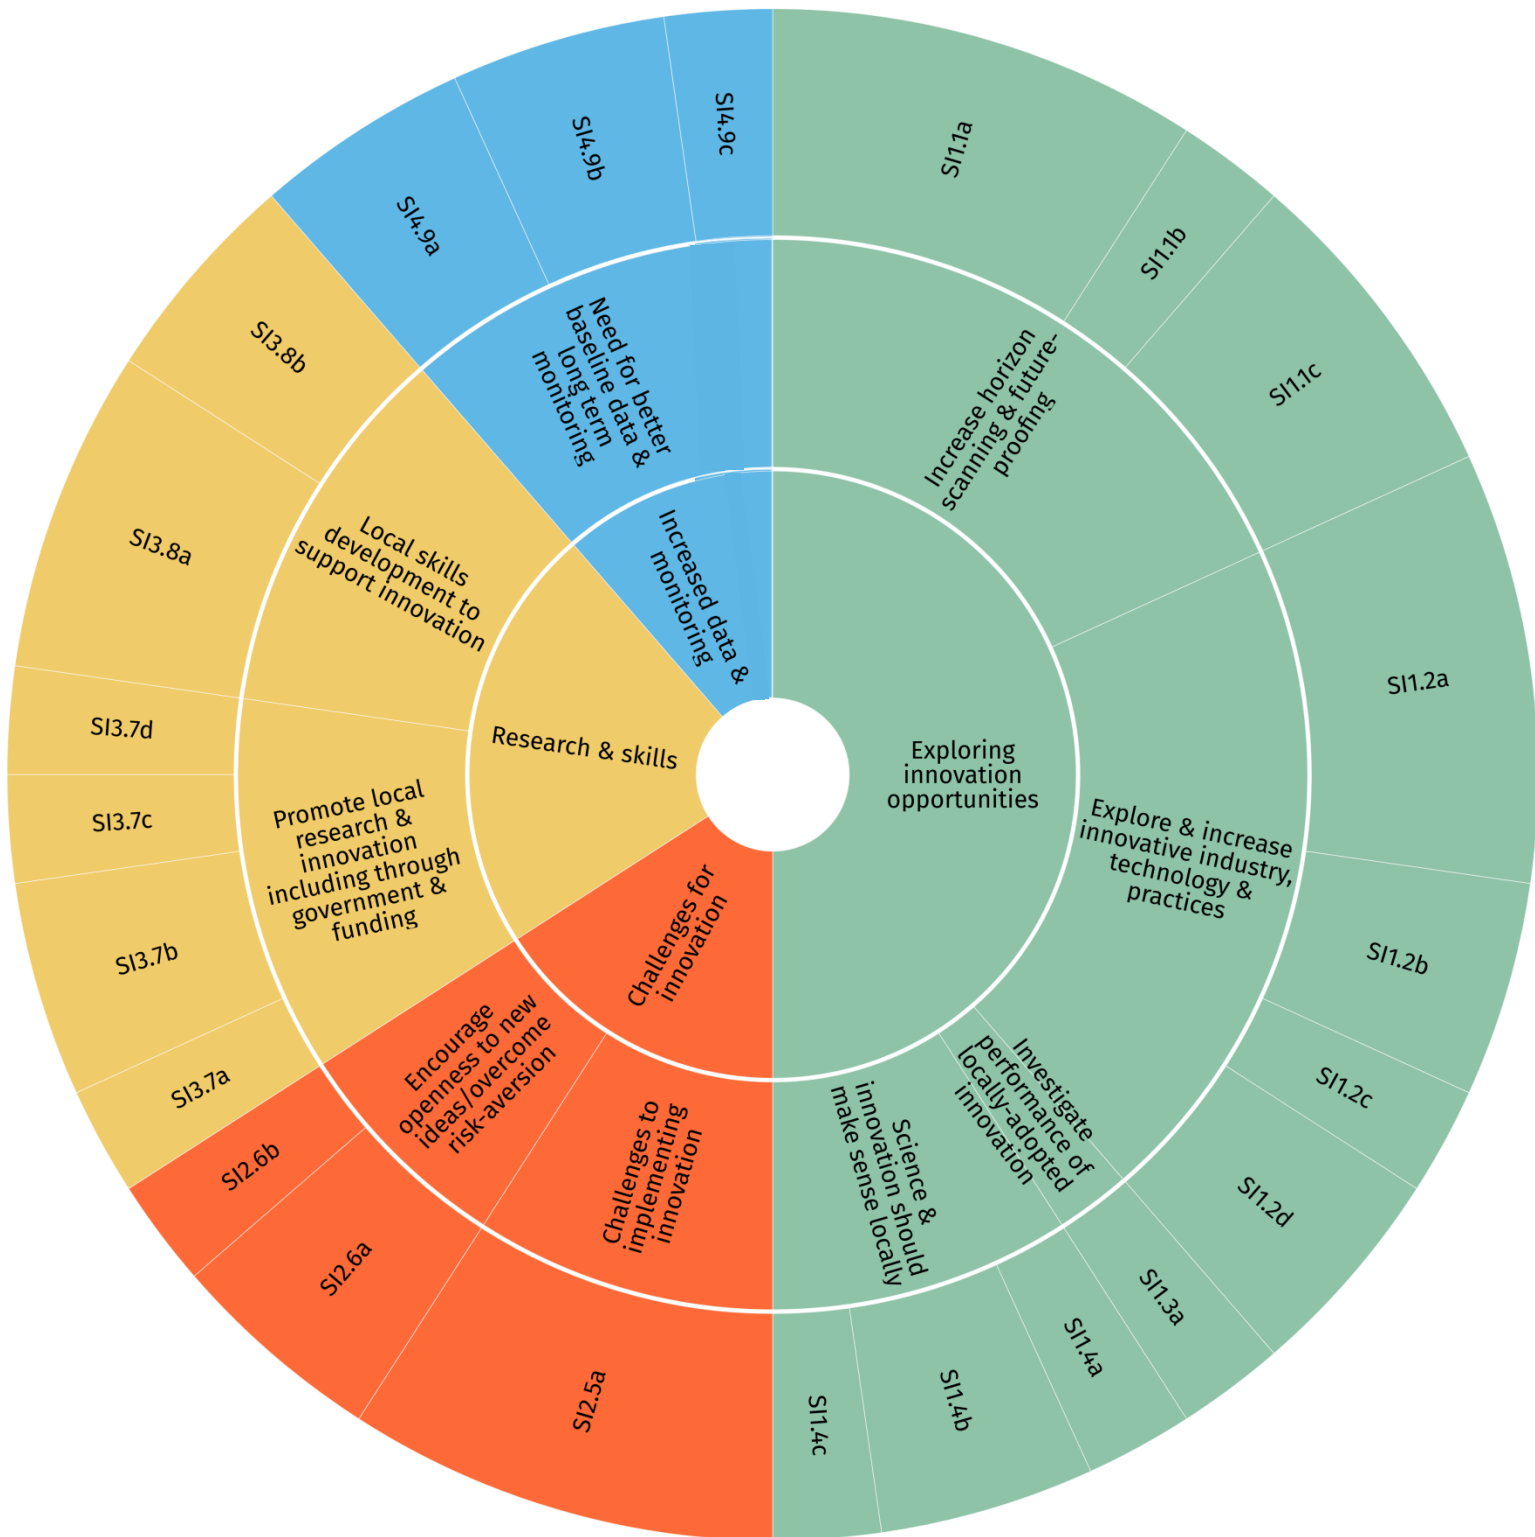 Exploring
innovation
opportunities
Increase horizon
scanning & future-
proofing
SI1.1a
SI1.1b
SI1.1c
Explore & increase
innovative industry,
technology &
practices
SI1.2a
SI1.2b
SI1.2c
SI1.2d
Investigate
performance of
locally-adopted
innovation
SI1.3a
Science &
innovation should
make sense locally
SI1.4a
SI1.4b
SI1.4c
Challenges for
innovation
Challenges to
implementing
innovation
SI2.5a
Encourage
openness to new
ideas/overcome
risk-aversion
SI2.6a
SI2.6b
Research & skills
Promote local
research &
innovation
including through
government &
funding
SI3.7a
SI3.7b
SI3.7c
SI3.7d
Local skills
development to
support innovation
SI3.8a
SI3.8b
Increased data &
monitoring
Need for better
baseline data &
long term
monitoring
SI4.9a
SI4.9b
SI4.9c